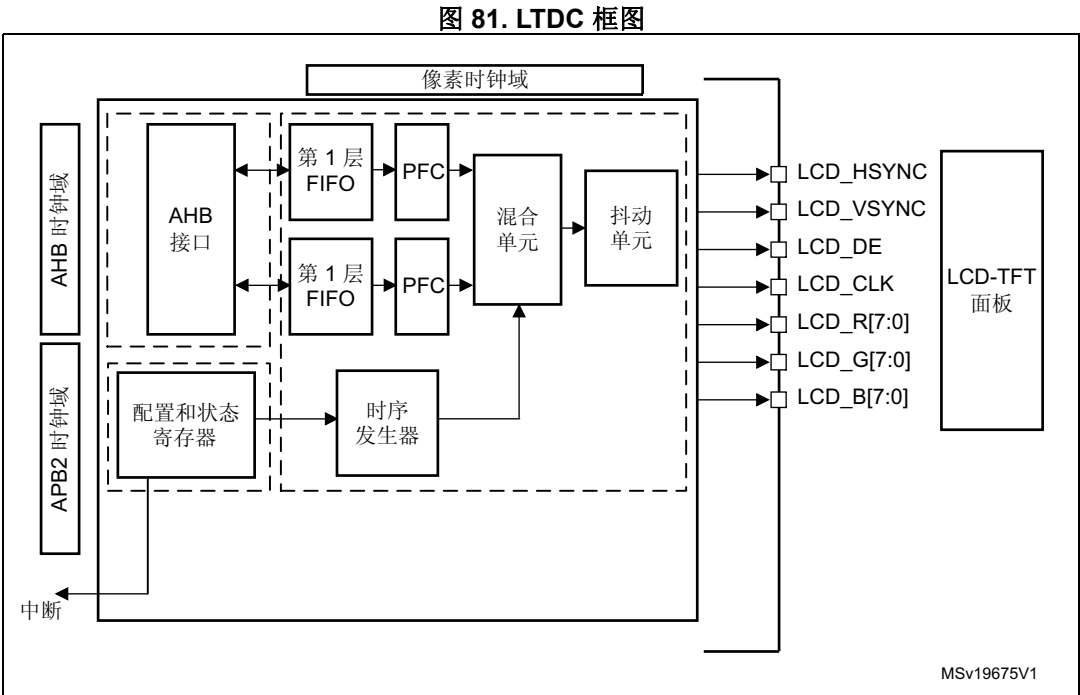 图 81. LTDC 框图
像素时钟域
AHB 时钟域
AHB
接口
第 1 层
FIFO
PFC
第 1 层
FIFO
PFC
混合
单元
抖动
单元
APB2 时钟域
配置和状态
寄存器
时序
发生器
中断
LCD_HSYNC
LCD_VSYNC
LCD_DE
LCD_CLK
LCD_R[7:0]
LCD_G[7:0]
LCD_B[7:0]
LCD-TFT
面板
MSv19675V1